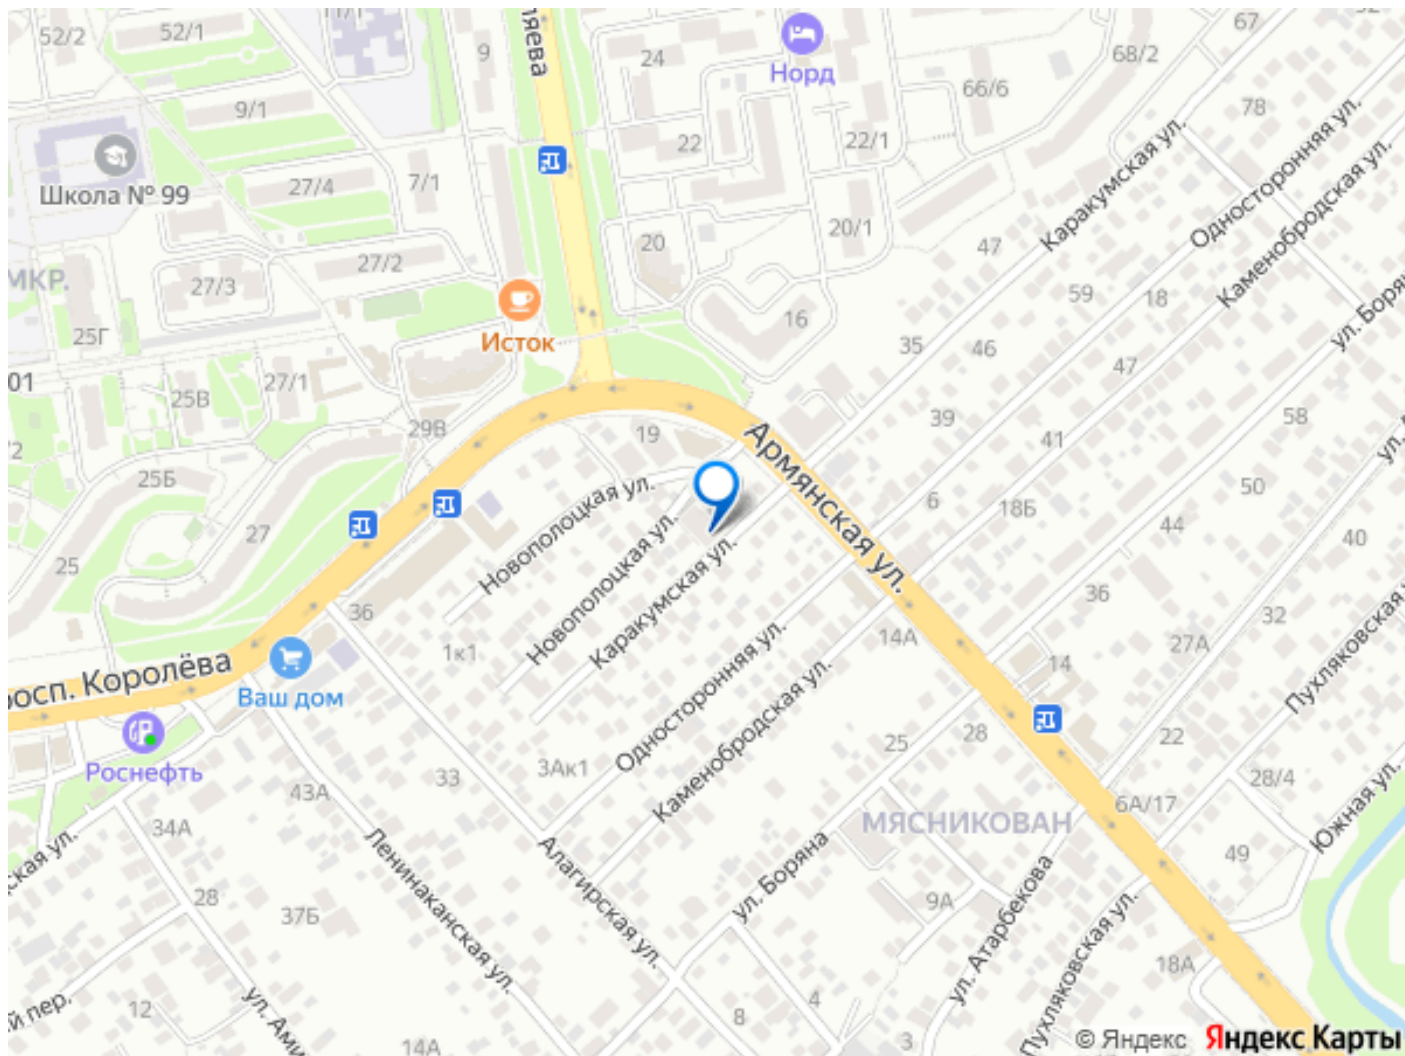 52/2
52/1
9
24
Норд
68/2
67
9/1
66/6
78
Школа № 99
27/4
7/1
22
22/1
Каракумская ул.
Односторонняя ул.
Каменобродская ул.
МКР.
27/3
27/2
20
20/1
47
59
18
25Г
Исток
16
35
46
47
01
27/1
25В
29В
19
39
41
58
25Б
27
25
Новополоцкая ул.
Новополоцкая ул.
Каракумская ул.
Армянская ул.
6
18Б
50
44
40
36
32
36
1к1
14А
14
27А
Пухляковская
Королёва
Ваш дом
Роснефть
Односторонняя ул.
Каменобродская ул.
3Ак1
33
43А
34А
25
28
22
28/4
6А/17
Южная ул.
МЯСНИКОВАН
49
Ленинаканская ул.
Алагирская ул.
ул. Боряна
ул. Атарбекова
Пухляковская ул.
9А
18А
28
37Б
12
14А
8
4
3
© Яндекс
Яндекс Карты